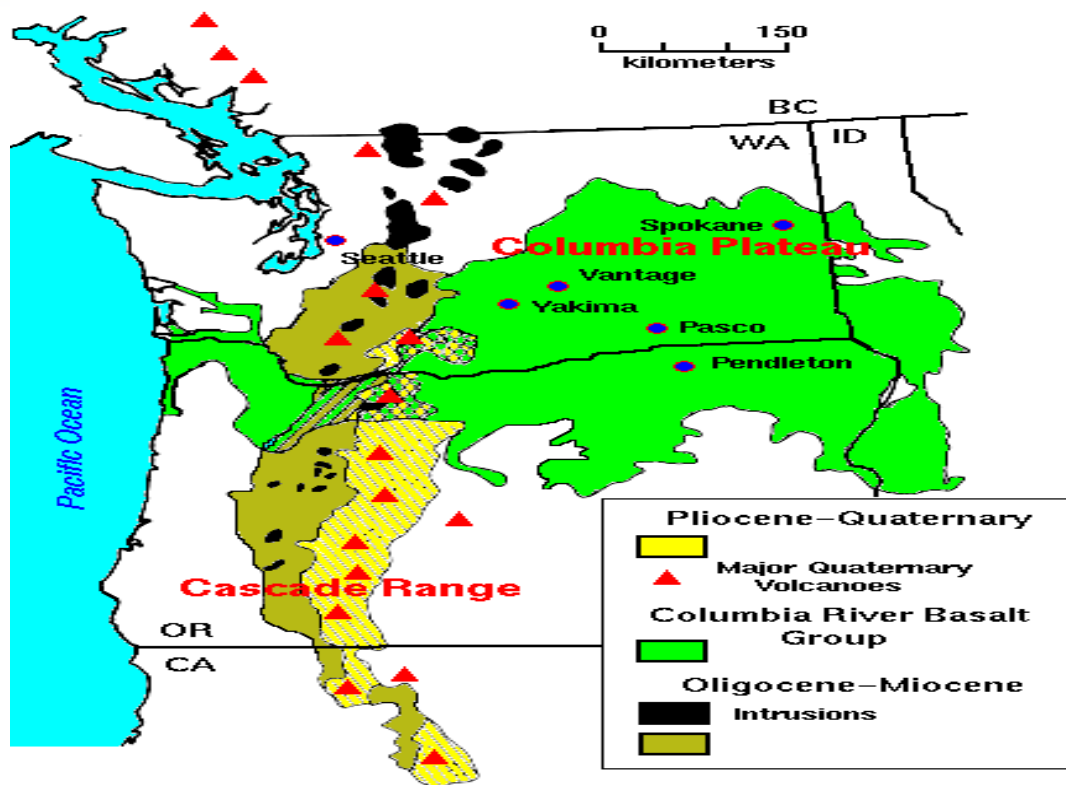 0 150
kilometers
BC
WA ID
Spokane
Columbia Plateau
Seattle
Vantage
Yakima
Pasco
Pendleton
Pacific Ocean
Cascade Range
OR
CA
Pliocene-Quaternary
Major Quaternary
Volcanoes
Columbia River Basalt
Group
Oligocene-Miocene
Intrusions